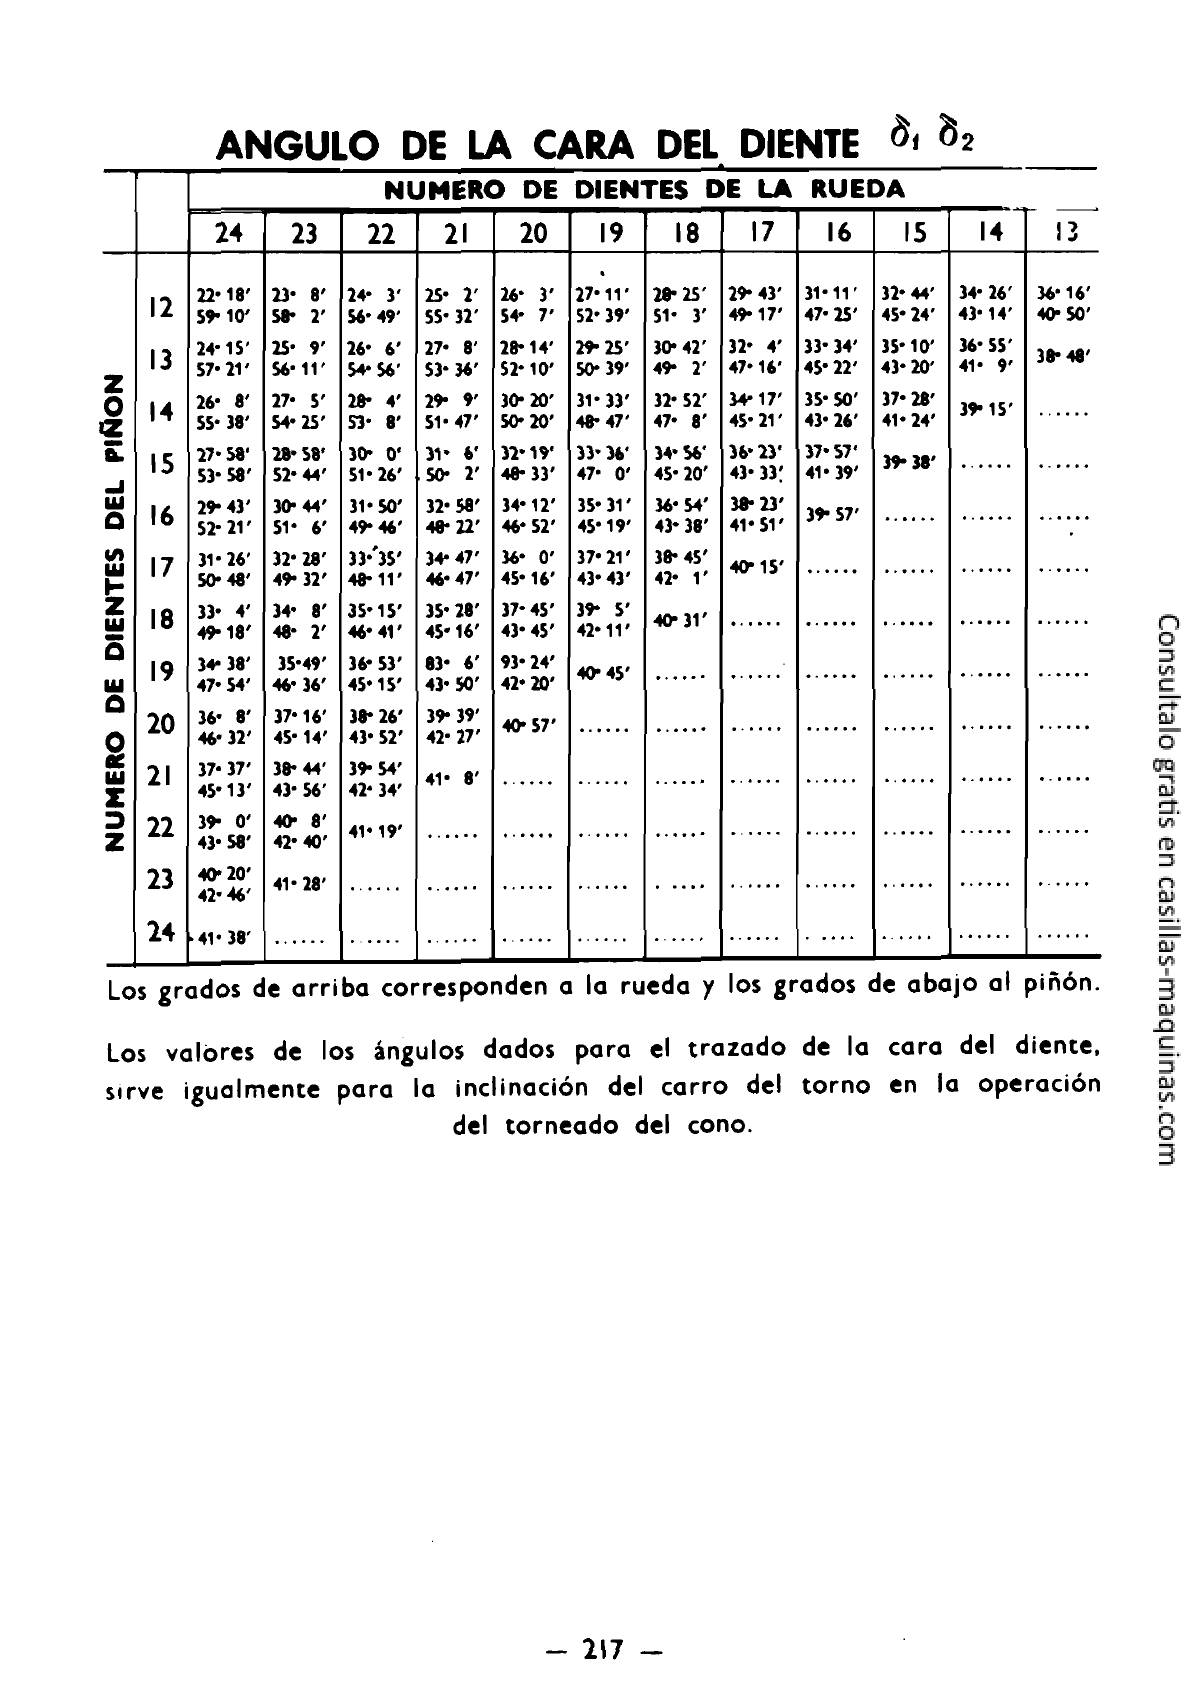 ANGULO DE LA CARA DEL DIENTE δ1 δ2
NUMERO DE DIENTES DE LA RUEDA
24 23 22 21 20 19 18 17 16 15 14 13
NUMERO DE DIENTES DEL PIÑON
12 22° 18′ 23° 8′ 24° 3′ 25° 2′ 26° 3′ 27° 11′ 28° 25′ 29° 43′ 31° 11′ 32° 44′ 34° 26′ 36° 16′
59° 10′ 58° 2′ 56° 49′ 55° 32′ 54° 7′ 52° 39′ 51° 3′ 49° 17′ 47° 25′ 45° 24′ 43° 14′ 40° 50′
13 24° 15′ 25° 9′ 26° 6′ 27° 8′ 28° 14′ 29° 25′ 30° 42′ 32° 4′ 33° 34′ 35° 10′ 36° 55′ 38° 48′
57° 21′ 56° 11′ 54° 56′ 53° 36′ 52° 10′ 50° 39′ 49° 2′ 47° 16′ 45° 22′ 43° 20′ 41° 9′
14 26° 8′ 27° 5′ 28° 4′ 29° 9′ 30° 20′ 31° 33′ 32° 52′ 34° 17′ 35° 50′ 37° 28′ 39° 15′ ......
55° 38′ 54° 25′ 53° 8′ 51° 47′ 50° 20′ 48° 47′ 47° 8′ 45° 21′ 43° 26′ 41° 24′
15 27° 58′ 28° 58′ 30° 0′ 31° 6′ 32° 19′ 33° 36′ 34° 56′ 36° 23′ 37° 57′ 39° 38′ ...... ......
53° 58′ 52° 44′ 51° 26′ 50° 2′ 48° 33′ 47° 0′ 45° 20′ 43° 33′ 41° 39′
16 29° 43′ 30° 44′ 31° 50′ 32° 58′ 34° 12′ 35° 31′ 36° 54′ 38° 23′ 39° 57′ ...... ...... ......
52° 21′ 51° 6′ 49° 46′ 48° 22′ 46° 52′ 45° 19′ 43° 38′ 41° 51′
17 31° 26′ 32° 28′ 33° 35′ 34° 47′ 36° 0′ 37° 21′ 38° 45′ 40° 15′ ...... ...... ...... ......
50° 48′ 49° 32′ 48° 11′ 46° 47′ 45° 16′ 43° 43′ 42° 1′
18 33° 4′ 34° 8′ 35° 15′ 35° 28′ 37° 45′ 39° 5′ 40° 31′ ...... ...... ...... ...... ......
49° 18′ 48° 2′ 46° 41′ 45° 16′ 43° 45′ 42° 11′
19 34° 38′ 35°49′ 36° 53′ 83° 6′ 93° 24′ 40° 45′ ...... ...... ...... ...... ...... ......
47° 54′ 46° 36′ 45° 15′ 43° 50′ 42° 20′
20 36° 8′ 37° 16′ 38° 26′ 39° 39′ 40° 57′ ...... ...... ...... ...... ...... ...... ......
46° 32′ 45° 14′ 43° 52′ 42° 27′
21 37° 37′ 38° 44′ 39° 54′ 41° 8′ ...... ...... ...... ...... ...... ...... ...... ......
45° 13′ 43° 56′ 42° 34′
22 39° 0′ 40° 8′ 41° 19′ ...... ...... ...... ...... ...... ...... ...... ...... ......
43° 58′ 42° 40′
23 40° 20′ 41° 28′ ...... ...... ...... ...... ...... ...... ...... ...... ...... ......
42° 46′
24 41° 38′ ...... ...... ...... ...... ...... ...... ...... ...... ...... ...... ......
Los grados de arriba corresponden a la rueda y los grados de abajo al piñón.
Los valores de los ángulos dados para el trazado de la cara del diente,
sirve igualmente para la inclinación del carro del torno en la operación
del torneado del cono.
— 217 —
Consultalo gratis en casillas-maquinas.com